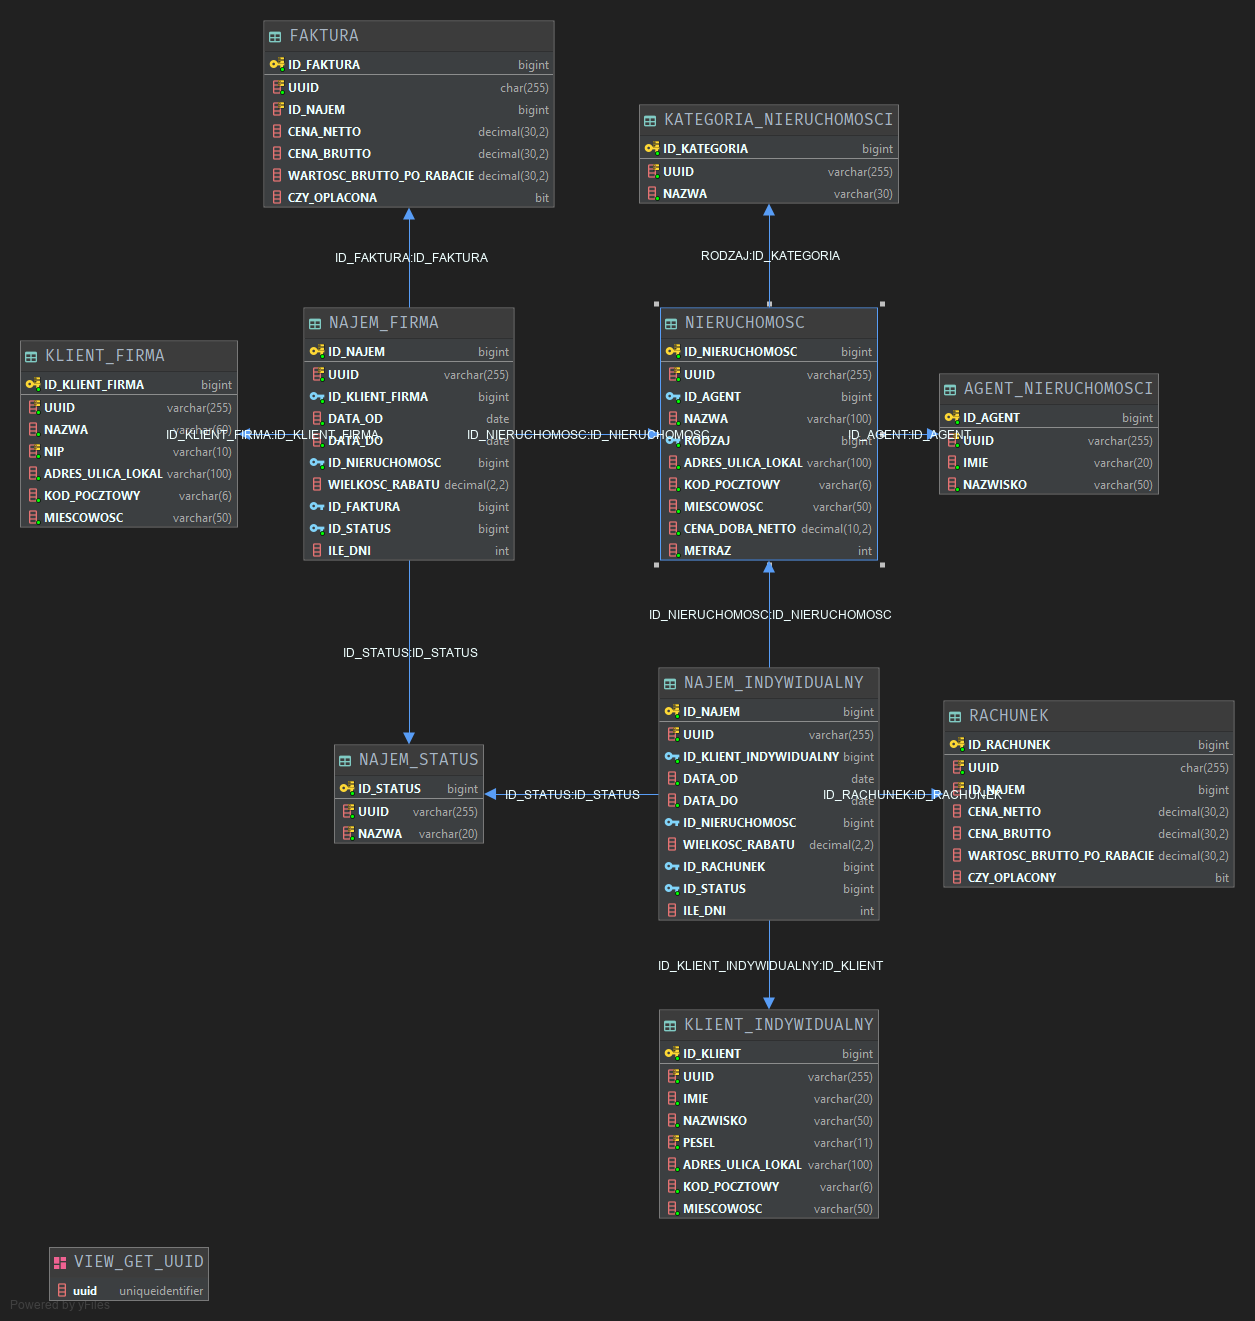 FAKTURA
ID_FAKTURA bigint
UUID char(255)
ID_NAJEM bigint
CENA_NETTO decimal(30,2)
CENA_BRUTTO decimal(30,2)
WARTOSC_BRUTTO_PO_RABACIE decimal(30,2)
CZY_OPLACONA bit
KATEGORIA_NIERUCHOMOSCI
ID_KATEGORIA bigint
UUID varchar(255)
NAZWA varchar(30)
ID_FAKTURA:ID_FAKTURA
RODZAJ:ID_KATEGORIA
KLIENT_FIRMA
ID_KLIENT_FIRMA bigint
UUID varchar(255)
NAZWA varchar(60)
NIP varchar(10)
ADRES_ULICA_LOKAL varchar(100)
KOD_POCZTOWY varchar(6)
MIESCOWOSC varchar(50)
ID_KLIENT_FIRMA:ID_KLIENT_FIRMA
NAJEM_FIRMA
ID_NAJEM bigint
UUID varchar(255)
ID_KLIENT_FIRMA bigint
DATA_OD date
DATA_DO date
ID_NIERUCHOMOSC bigint
WIELKOSC_RABATU decimal(2,2)
ID_FAKTURA bigint
ID_STATUS bigint
ILE_DNI int
ID_NIERUCHOMOSC:ID_NIERUCHOMOSC
NIERUCHOMOSC
ID_NIERUCHOMOSC bigint
UUID varchar(255)
ID_AGENT bigint
NAZWA varchar(100)
RODZAJ bigint
ADRES_ULICA_LOKAL varchar(100)
KOD_POCZTOWY varchar(6)
MIESCOWOSC varchar(50)
CENA_DOBA_NETTO decimal(10,2)
METRAZ int
ID_AGENT:ID_AGENT
AGENT_NIERUCHOMOSCI
ID_AGENT bigint
UUID varchar(255)
IMIE varchar(20)
NAZWISKO varchar(50)
ID_NIERUCHOMOSC:ID_NIERUCHOMOSC
ID_STATUS:ID_STATUS
NAJEM_STATUS
ID_STATUS bigint
UUID varchar(255)
NAZWA varchar(20)
ID_STATUS:ID_STATUS
NAJEM_INDYWIDUALNY
ID_NAJEM bigint
UUID varchar(255)
ID_KLIENT_INDYWIDUALNY bigint
DATA_OD date
DATA_DO date
ID_NIERUCHOMOSC bigint
WIELKOSC_RABATU decimal(2,2)
ID_RACHUNEK bigint
ID_STATUS bigint
ILE_DNI int
ID_RACHUNEK:ID_RACHUNEK
RACHUNEK
ID_RACHUNEK bigint
UUID char(255)
ID_NAJEM bigint
CENA_NETTO decimal(30,2)
CENA_BRUTTO decimal(30,2)
WARTOSC_BRUTTO_PO_RABACIE decimal(30,2)
CZY_OPLACONY bit
ID_KLIENT_INDYWIDUALNY:ID_KLIENT
KLIENT_INDYWIDUALNY
ID_KLIENT bigint
UUID varchar(255)
IMIE varchar(20)
NAZWISKO varchar(50)
PESEL varchar(11)
ADRES_ULICA_LOKAL varchar(100)
KOD_POCZTOWY varchar(6)
MIESCOWOSC varchar(50)
VIEW_GET_UUID
uuid uniqueidentifier
Powered by yFiles